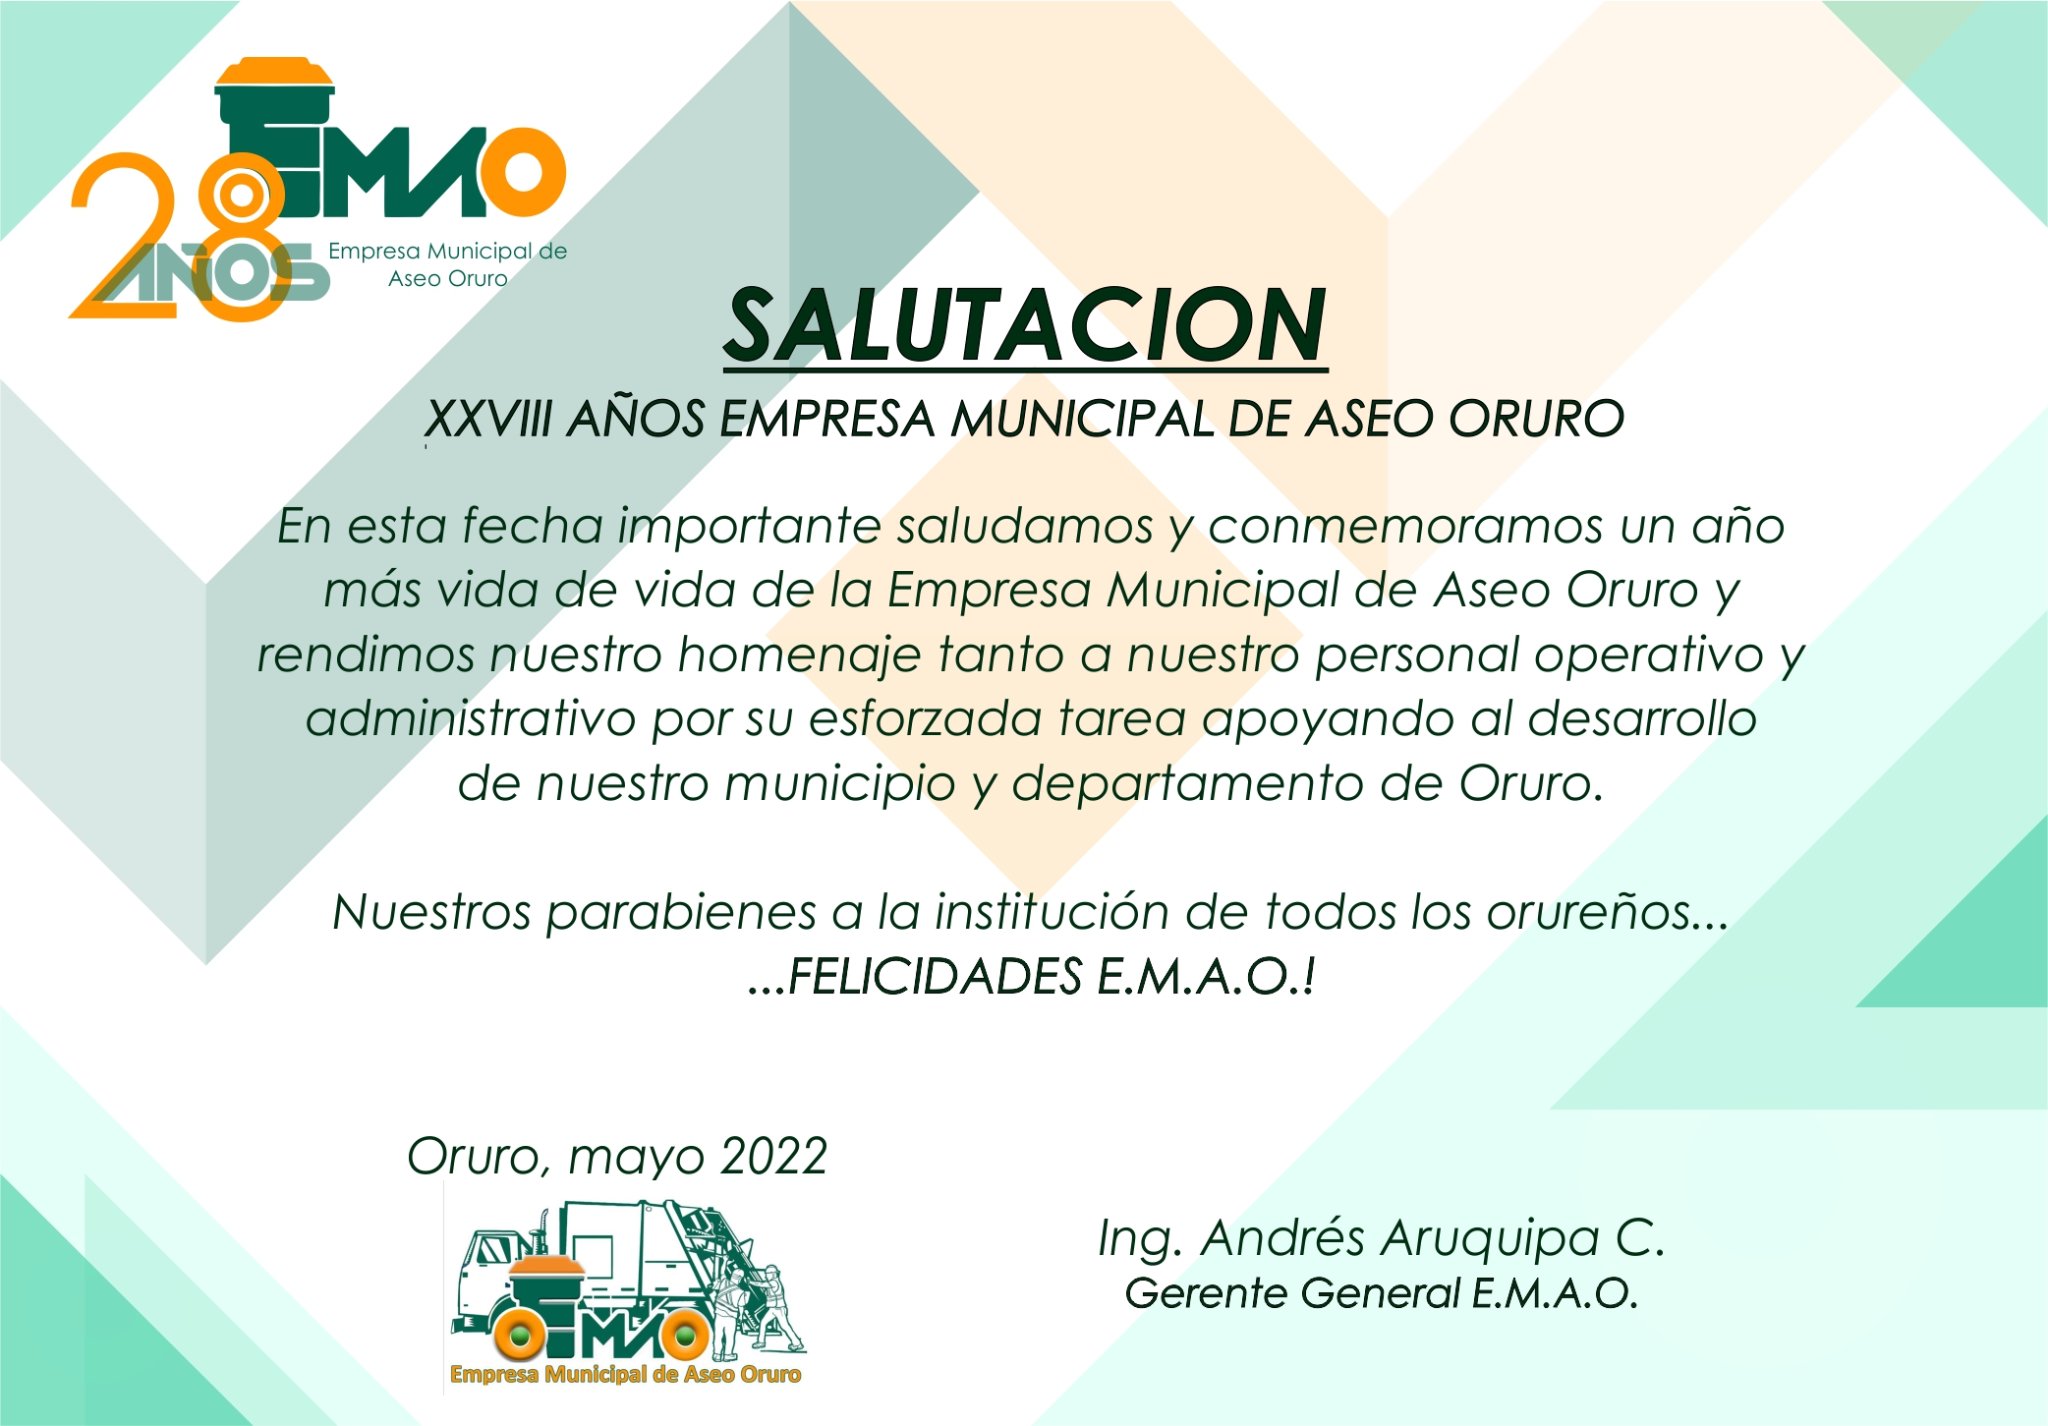 EMAO
28
AÑOS
Empresa Municipal de
Aseo Oruro
SALUTACION
XXVIII AÑOS EMPRESA MUNICIPAL DE ASEO ORURO
En esta fecha importante saludamos y conmemoramos un año
más vida de vida de la Empresa Municipal de Aseo Oruro y
rendimos nuestro homenaje tanto a nuestro personal operativo y
administrativo por su esforzada tarea apoyando al desarrollo
de nuestro municipio y departamento de Oruro.
Nuestros parabienes a la institución de todos los orureños...
...FELICIDADES E.M.A.O.!
Oruro, mayo 2022
EMAO
Empresa Municipal de Aseo Oruro
Ing. Andrés Aruquipa C.
Gerente General E.M.A.O.